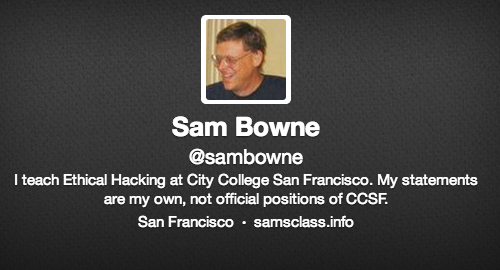 Sam Bowne
@sambowne
I teach Ethical Hacking at City College San Francisco. My statements
are my own, not official positions of CCSF.
San Francisco · samsclass.info